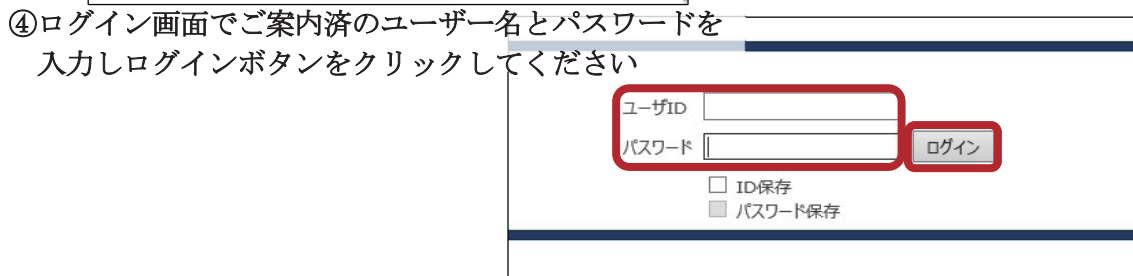 ④ログイン画面でご案内済のユーザー名とパスワードを
入力しログインボタンをクリックしてください
ユーザID
パスワード
ログイン
ID保存
パスワード保存